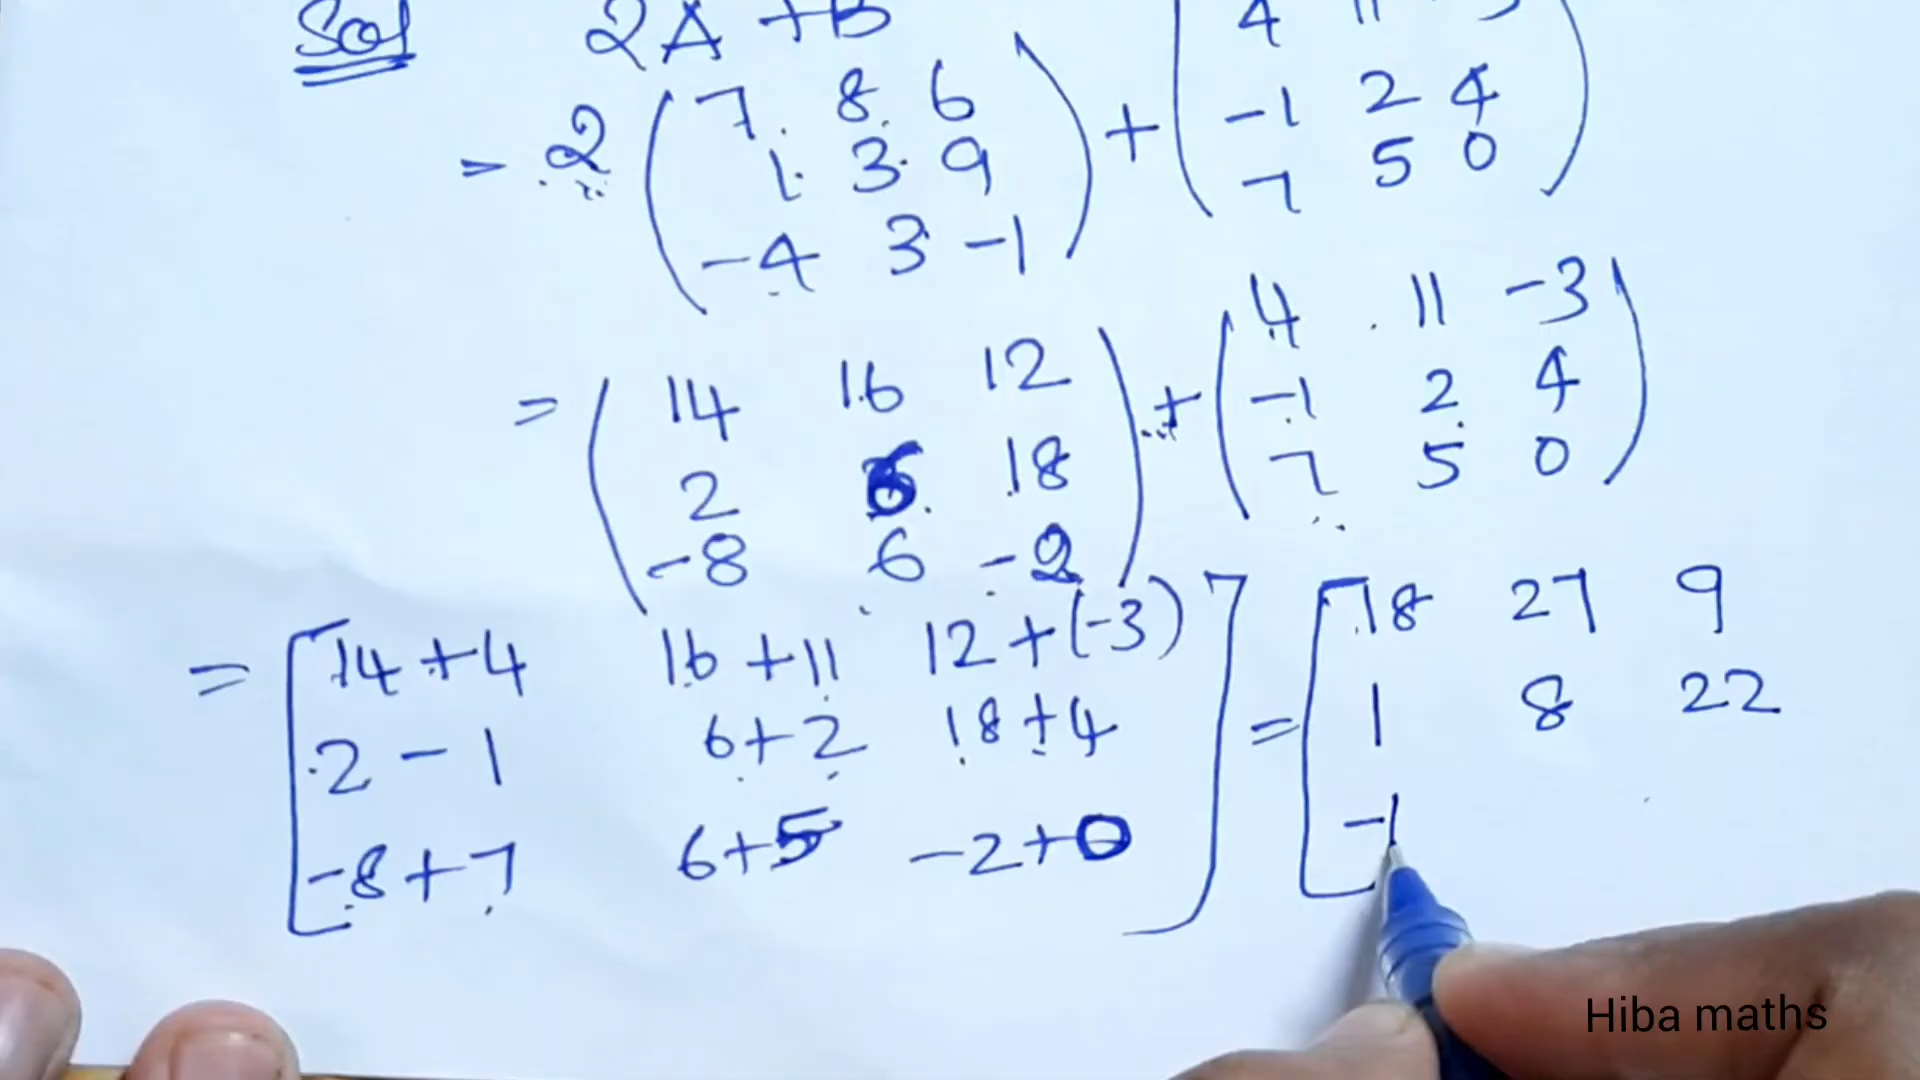 Sol 2A + B
= 2 ( 7 8 6 ) + ( 4 11 -3 )
( 1 3 9 ) ( -1 2 4 )
( -4 3 -1 ) ( 7 5 0 )
= ( 14 16 12 ) + ( 4 11 -3 )
( 2 6 18 ) ( -1 2 4 )
( -8 6 -2 ) ( 7 5 0 )
= [ 14+4 16+11 12+(-3) ] = [ 18 27 9
[ 2-1 6+2 18+4 ] [ 1 8 22
[ -8+7 6+5 -2+0 ] [ -1
Hiba maths